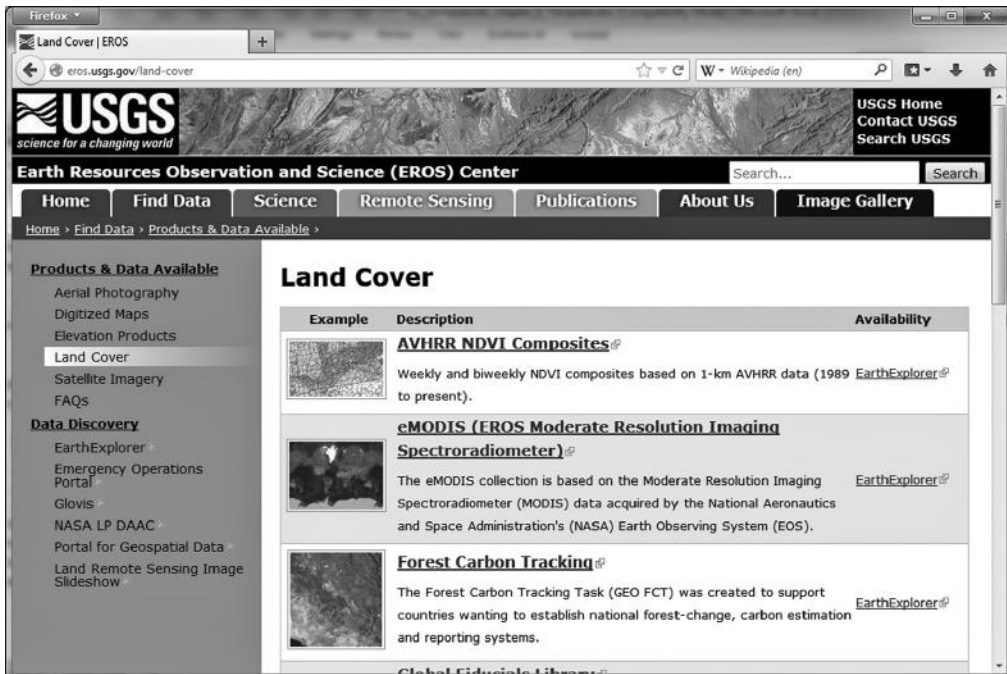 Firefox
Land Cover | EROS
+
eros.usgs.gov/land-cover
W Wikipedia (en)
USGS
science for a changing world
USGS Home
Contact USGS
Search USGS
Earth Resources Observation and Science (EROS) Center
Search...
Search
Home
Find Data
Science
Remote Sensing
Publications
About Us
Image Gallery
Home › Find Data › Products & Data Available ›
Products & Data Available
Aerial Photography
Digitized Maps
Elevation Products
Land Cover
Satellite Imagery
FAQs
Data Discovery
EarthExplorer
Emergency Operations
Portal
Glovis
NASA LP DAAC
Portal for Geospatial Data
Land Remote Sensing Image
Slideshow
Land Cover
Example Description Availability
AVHRR NDVI Composites
Weekly and biweekly NDVI composites based on 1-km AVHRR data (1989
to present).
EarthExplorer
eMODIS (EROS Moderate Resolution Imaging
Spectroradiometer)
The eMODIS collection is based on the Moderate Resolution Imaging
Spectroradiometer (MODIS) data acquired by the National Aeronautics
and Space Administration's (NASA) Earth Observing System (EOS).
EarthExplorer
Forest Carbon Tracking
The Forest Carbon Tracking Task (GEO FCT) was created to support
countries wanting to establish national forest-change, carbon estimation
and reporting systems.
EarthExplorer
Global Fiducials Library